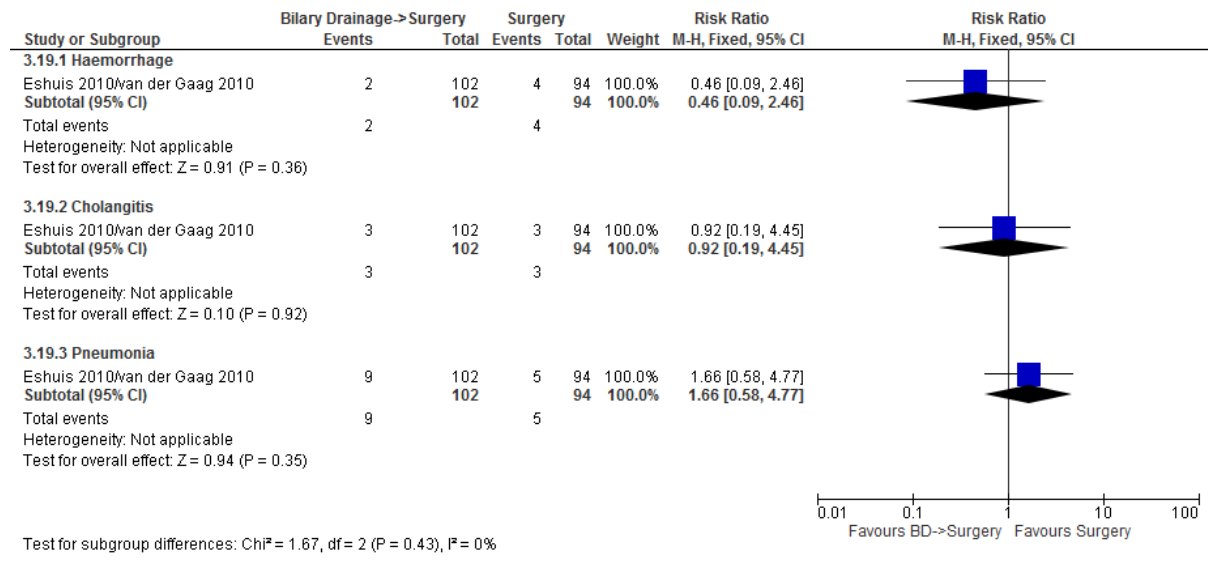 Bilary Drainage->Surgery Surgery Risk Ratio Risk Ratio
Study or Subgroup Events Total Events Total Weight M-H, Fixed, 95% CI M-H, Fixed, 95% CI
3.19.1 Haemorrhage
Eshuis 2010/van der Gaag 2010 2 102 4 94 100.0% 0.46 [0.09, 2.46]
Subtotal (95% CI) 102 94 100.0% 0.46 [0.09, 2.46]
Total events 2 4
Heterogeneity: Not applicable
Test for overall effect: Z = 0.91 (P = 0.36)
3.19.2 Cholangitis
Eshuis 2010/van der Gaag 2010 3 102 3 94 100.0% 0.92 [0.19, 4.45]
Subtotal (95% CI) 102 94 100.0% 0.92 [0.19, 4.45]
Total events 3 3
Heterogeneity: Not applicable
Test for overall effect: Z = 0.10 (P = 0.92)
3.19.3 Pneumonia
Eshuis 2010/van der Gaag 2010 9 102 5 94 100.0% 1.66 [0.58, 4.77]
Subtotal (95% CI) 102 94 100.0% 1.66 [0.58, 4.77]
Total events 9 5
Heterogeneity: Not applicable
Test for overall effect: Z = 0.94 (P = 0.35)
0.01 0.1 1 10 100
Favours BD->Surgery Favours Surgery
Test for subgroup differences: Chi² = 1.67, df = 2 (P = 0.43), I² = 0%